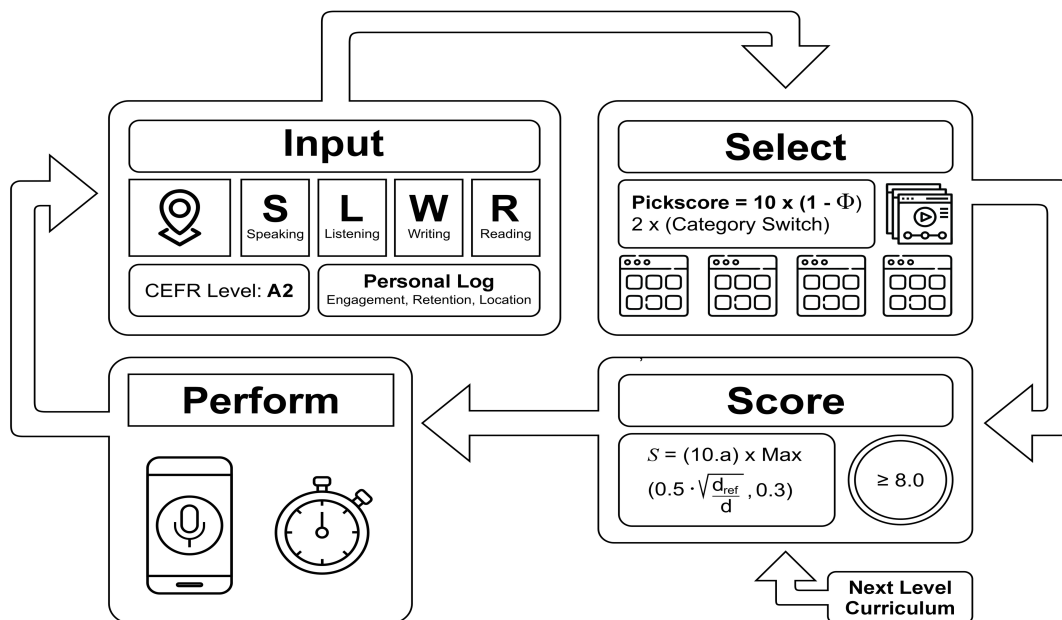 Input
S
Speaking
L
Listening
W
Writing
R
Reading
CEFR Level: A2
Personal Log
Engagement, Retention, Location
Select
Pickscore = 10 x (1 - Φ)
2 x (Category Switch)
Perform
Score
S = (10.a) x Max
(0.5 · √(d_ref/d) , 0.3)
≥ 8.0
Next Level
Curriculum